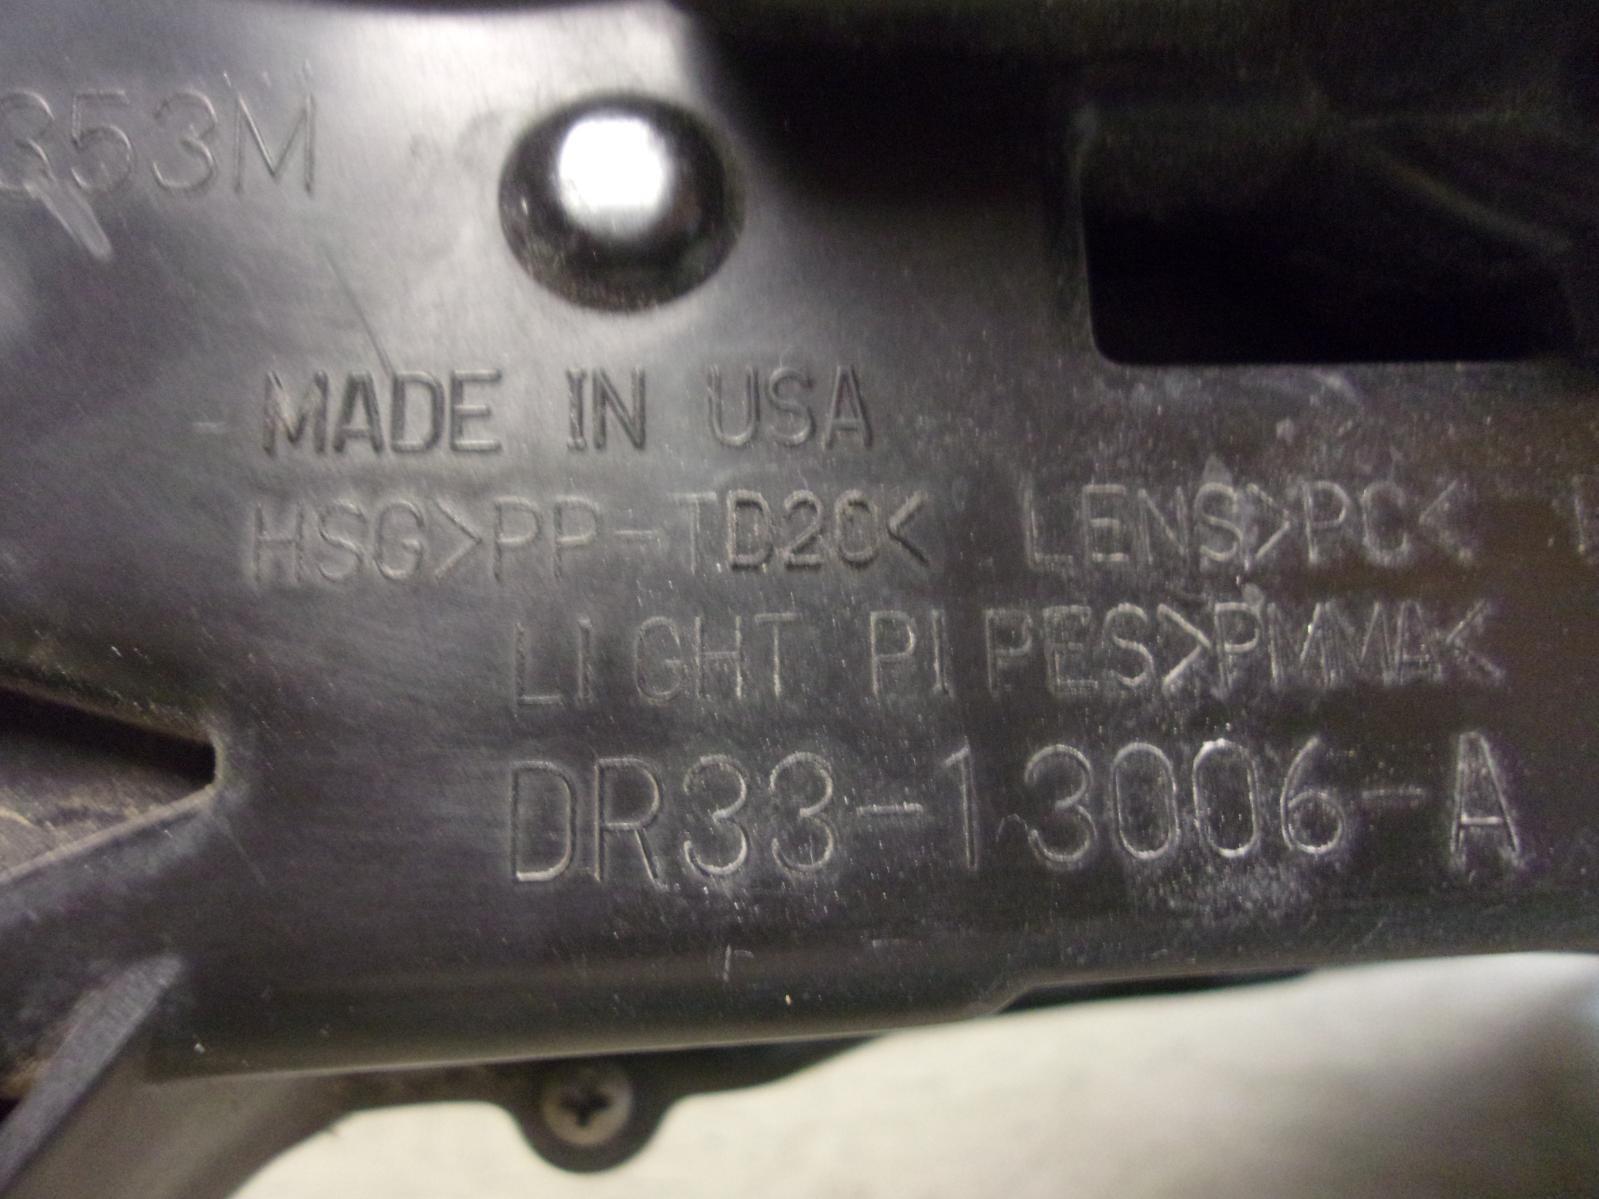 353M
MADE IN USA
HSG>PP-TD20< LENS>PC<
LIGHT PIPES>PMMA<
DR33-13006-A